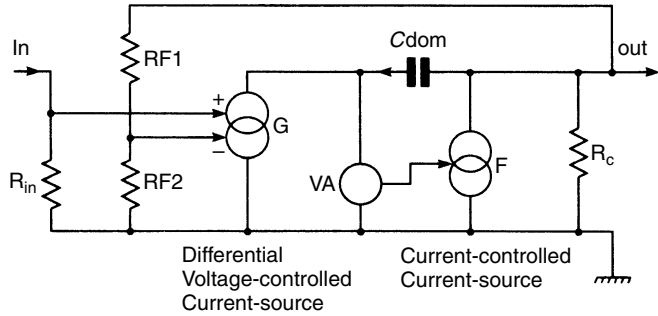 In
RF1
Cdom
out
+
G
−
Rin
RF2
VA
F
Rc
Differential
Voltage-controlled
Current-source
Current-controlled
Current-source